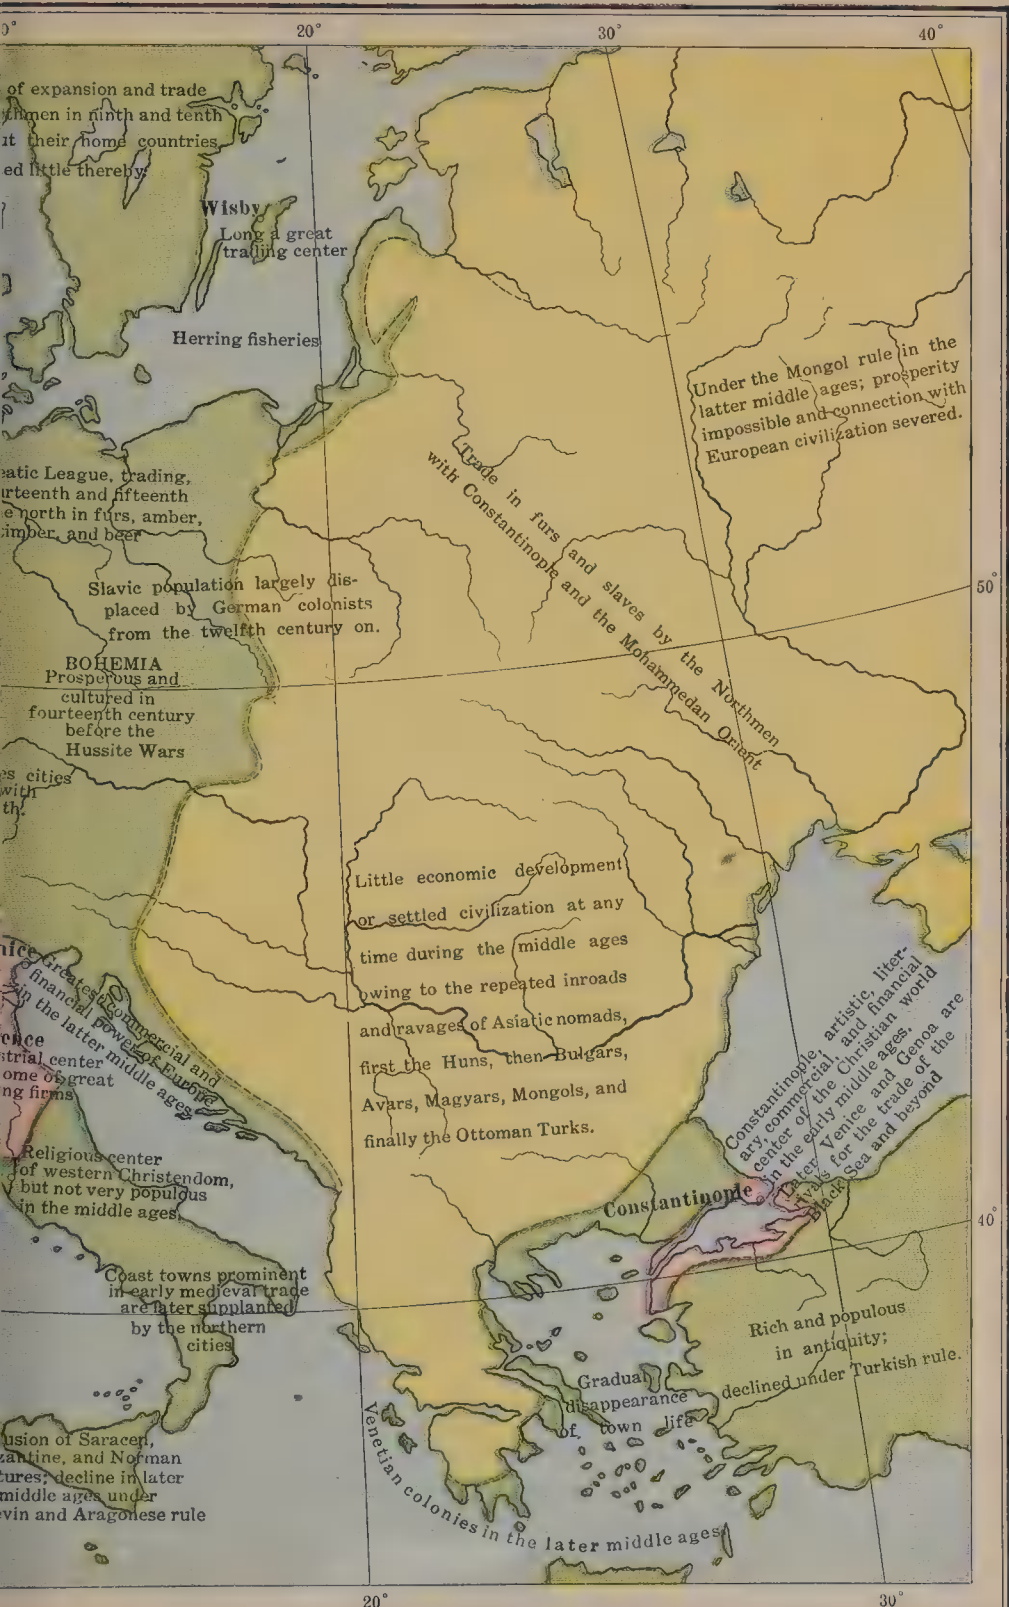 0°
20°
30°
40°
of expansion and trade
thmen in ninth and tenth
ut their home countries
ed little thereby
Wisby
Long a great
trading center
Herring fisheries
Under the Mongol rule in the
latter middle ages; prosperity
impossible and connection with
European civilization severed.
eatic League, trading,
urteenth and fifteenth
e north in furs, amber,
timber, and beer
Trade in furs and slaves by the Northmen
with Constantinople and the Mohammedan Orient
50°
Slavic population largely dis-
placed by German colonists
from the twelfth century on.
BOHEMIA
Prosperous and
cultured in
fourteenth century
before the
Hussite Wars
es cities
with
th.
Little economic development
or settled civilization at any
time during the middle ages
owing to the repeated inroads
and ravages of Asiatic nomads,
first the Huns, then Bulgars,
Avars, Magyars, Mongols, and
finally the Ottoman Turks.
nice Greatest commercial and
financial power of Europe
in the latter middle ages
ence
strial center
ome of great
ng firms
Constantinople, artistic, liter-
ary, commercial, and financial
center of the Christian world
in the early middle ages.
Later Venice and Genoa are
rivals for the trade of the
Black Sea and beyond
Religious center
of western Christendom,
but not very populous
in the middle ages
Constantinople
40°
Coast towns prominent
in early medieval trade
are later supplanted
by the northern
cities
Rich and populous
in antiquity;
declined under Turkish rule.
Gradual
disappearance
of town life
Venetian colonies in the later middle ages
usion of Saracen,
zantine, and Norman
tures; decline in later
middle ages under
evin and Aragonese rule
20°
30°